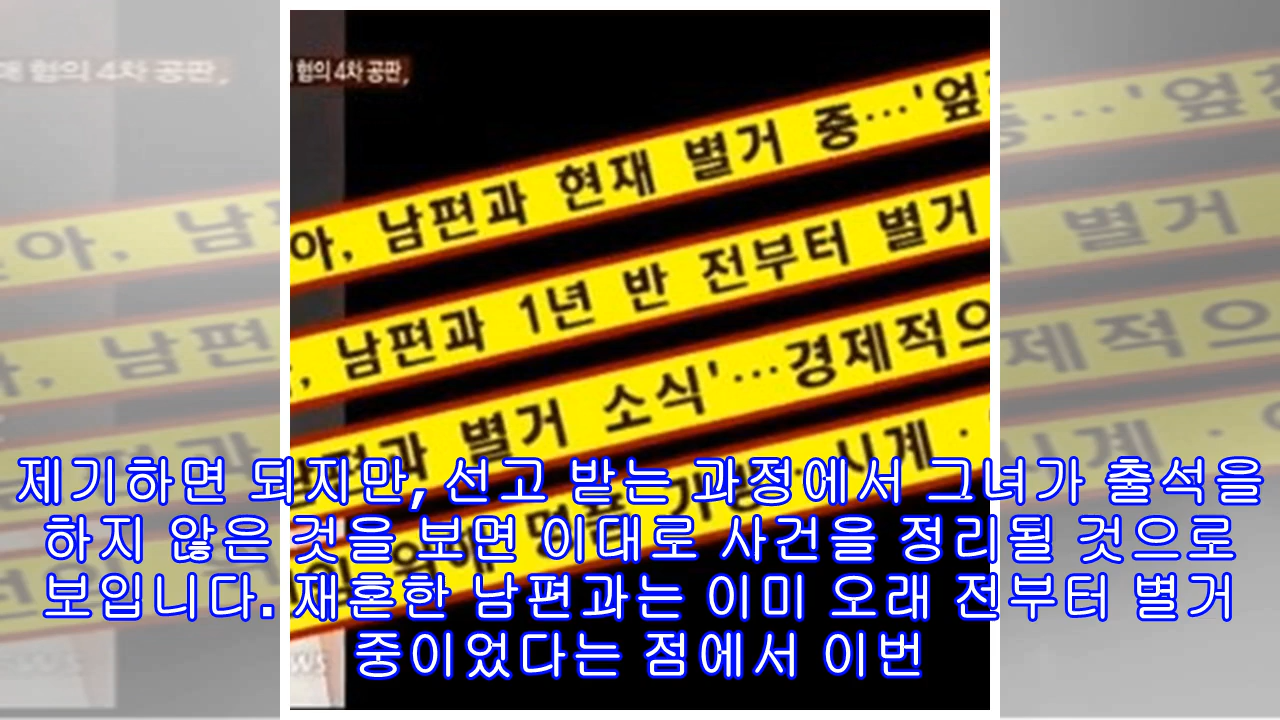 혐의 4차 공판,
아, 남편과 현재 별거 중…'엎
, 남편과 1년 반 전부터 별거
남편과 별거 소식'…경제적으
제기하면 되지만, 선고 받는 과정에서 그녀가 출석을
하지 않은 것을 보면 이대로 사건을 정리될 것으로
보입니다. 재혼한 남편과는 이미 오래 전부터 별거
중이었다는 점에서 이번